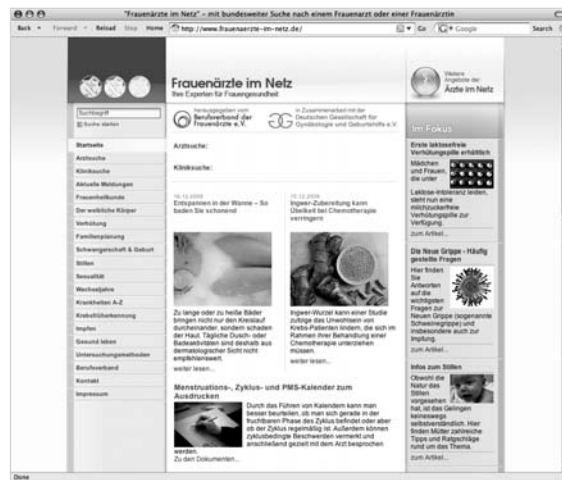 "Frauenärzte im Netz" – mit bundesweiter Suche nach einem Frauenarzt oder einer Frauenärztin
Back Forward Reload Stop Home http://www.frauenaerzte-im-netz.de/ Go Google Search
Frauenärzte im Netz
Ihre Experten für Frauengesundheit
Weitere
Angebote der
Ärzte im Netz
Suchbegriff
Suche starten
herausgegeben vom
Berufsverband der
Frauenärzte e.V.
in Zusammenarbeit mit der
Deutschen Gesellschaft für
Gynäkologie und Geburtshilfe e.V.
Startseite
Arztsuche
Kliniksuche
Aktuelle Meldungen
Frauenheilkunde
Der weibliche Körper
Verhütung
Familienplanung
Schwangerschaft & Geburt
Stillen
Sexualität
Wechseljahre
Krankheiten A-Z
Krebsfrüherkennung
Impfen
Gesund leben
Untersuchungsmethoden
Berufsverband
Kontakt
Impressum
Arztsuche:
Kliniksuche:
Entspannen in der Wanne – So
baden Sie schonend
Zu lange oder zu heiße Bäder
bringen nicht nur den Kreislauf
durcheinander, sondern schaden
der Haut. Tägliche Dusch- oder
Badeaktivitäten sind deshalb aus
dermatologischer Sicht nicht
empfehlenswert.
weiter lesen...
Ingwer-Zubereitung kann
Übelkeit bei Chemotherapie
verringern
Ingwer-Wurzel kann einer Studie
zufolge das Unwohlsein von
Krebs-Patienten lindern, die sich im
Rahmen ihrer Behandlung einer
Chemotherapie unterziehen
müssen.
weiter lesen...
Menstruations-, Zyklus- und PMS-Kalender zum
Ausdrucken
Durch das Führen von Kalendern kann man
besser beurteilen, ob man sich gerade in der
fruchtbaren Phase des Zyklus befindet oder aber
ob der Zyklus regelmäßig ist. Außerdem können
zyklusbedingte Beschwerden vermerkt und
anschließend gezielt mit dem Arzt besprochen
werden.
Zu den Dokumenten...
Im Fokus
Erste laktosefreie
Verhütungspille erhältlich
Mädchen
und Frauen,
die unter
Laktose-Intoleranz leiden,
steht nun eine
milchzuckerfreie
Verhütungspille zur
Verfügung.
zum Artikel...
Die Neue Grippe - Häufig
gestellte Fragen
Hier finden
Sie
Antworten
auf die
wichtigsten
Fragen zur
Neuen Grippe (sogenannte
Schweinegrippe) und
insbesondere auch zur
Impfung.
zum Artikel...
Infos zum Stillen
Obwohl die
Natur das
Stillen
vorgesehen
hat, ist das Gelingen
keineswegs
selbstverständlich. Hier
finden Mütter zahlreiche
Tipps und Ratschläge
rund um das Thema.
zum Artikel...
Done